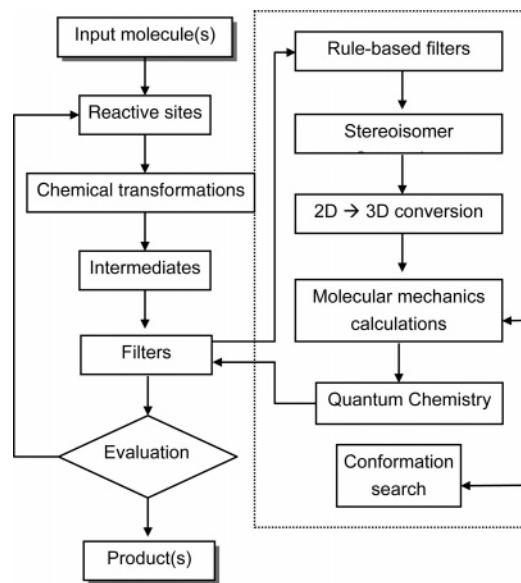 Input molecule(s)
Reactive sites
Chemical transformations
Intermediates
Filters
Evaluation
Product(s)
Rule-based filters
Stereoisomer
2D → 3D conversion
Molecular mechanics
calculations
Quantum Chemistry
Conformation
search